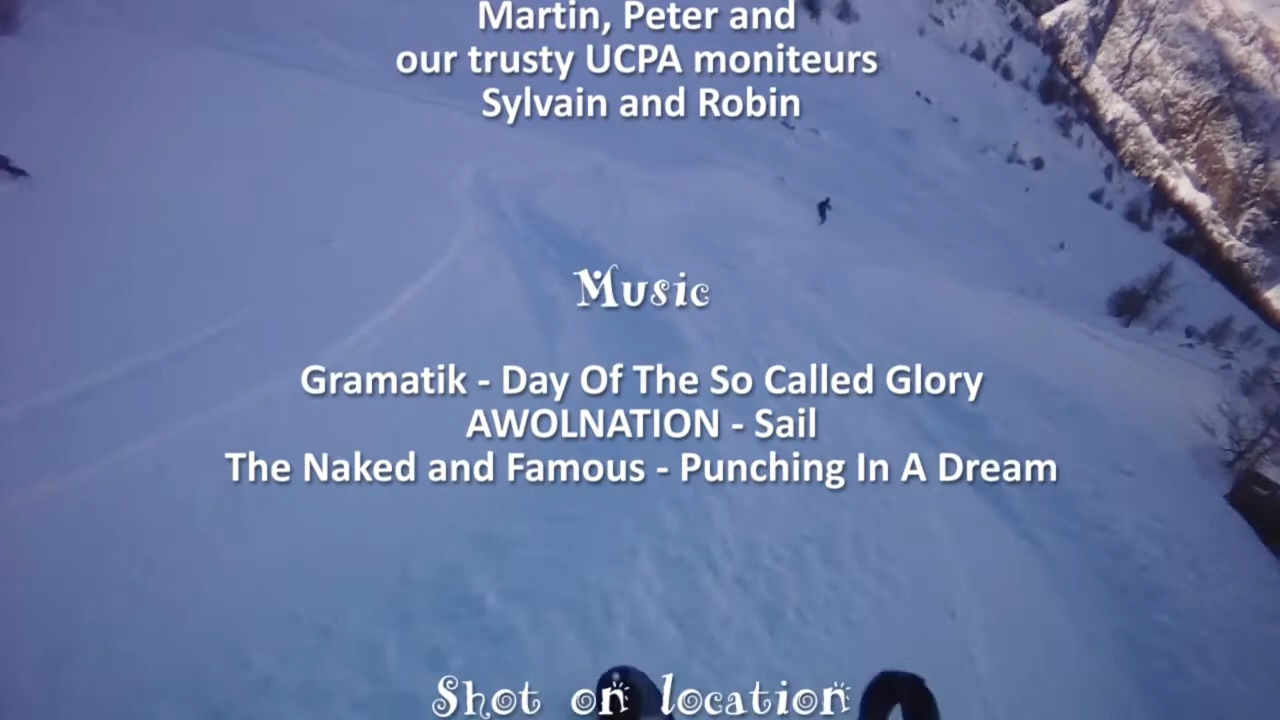 Martin, Peter and
our trusty UCPA moniteurs
Sylvain and Robin
Music
Gramatik - Day Of The So Called Glory
AWOLNATION - Sail
The Naked and Famous - Punching In A Dream
Shot on location